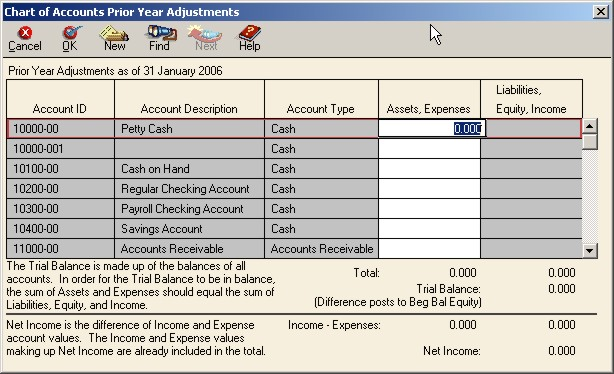 Chart of Accounts Prior Year Adjustments
Cancel OK New Find Next Help
Prior Year Adjustments as of 31 January 2006
Account ID Account Description Account Type Assets, Expenses Liabilities, Equity, Income
10000-00 Petty Cash Cash 0.000
10000-001 Cash
10100-00 Cash on Hand Cash
10200-00 Regular Checking Account Cash
10300-00 Payroll Checking Account Cash
10400-00 Savings Account Cash
11000-00 Accounts Receivable Accounts Receivable
The Trial Balance is made up of the balances of all
accounts. In order for the Trial Balance to be in balance,
the sum of Assets and Expenses should equal the sum of
Liabilities, Equity, and Income.
Total: 0.000 0.000
Trial Balance: 0.000
(Difference posts to Beg Bal Equity)
Net Income is the difference of Income and Expense
account values. The Income and Expense values
making up Net Income are already included in the total.
Income - Expenses: 0.000 0.000
Net Income: 0.000